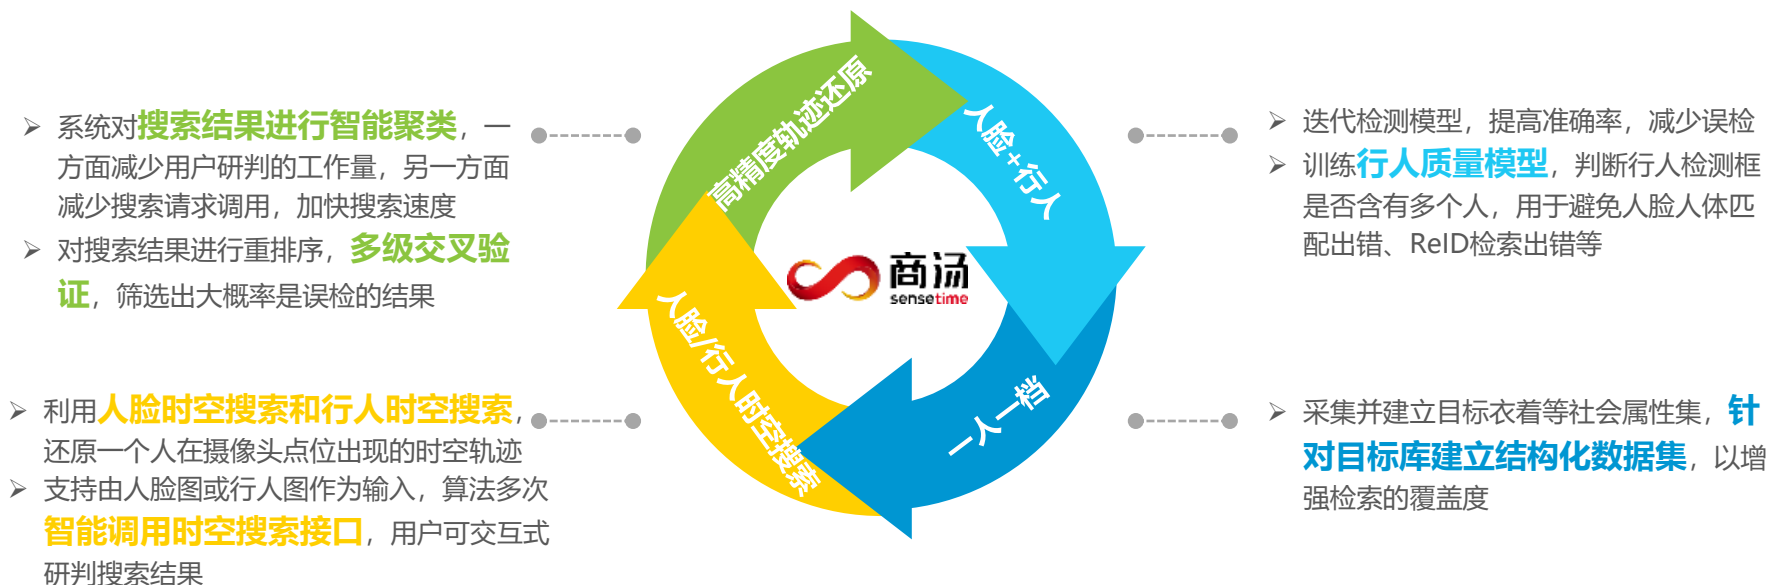 系统对搜索结果进行智能聚类，一
方面减少用户研判的工作量，另一方面
减少搜索请求调用，加快搜索速度
对搜索结果进行重排序，多级交叉验
证，筛选出大概率是误检的结果
利用人脸时空搜索和行人时空搜索，
还原一个人在摄像头点位出现的时空轨迹
支持由人脸图或行人图作为输入，算法多次
智能调用时空搜索接口，用户可交互式
研判搜索结果
高精度轨迹还原
人脸+行人
一人一档
人脸/行人时空搜索
商汤
sensetime
迭代检测模型，提高准确率，减少误检
训练行人质量模型，判断行人检测框
是否含有多个人，用于避免人脸人体匹
配出错、ReID检索出错等
采集并建立目标衣着等社会属性集，针
对目标库建立结构化数据集，以增
强检索的覆盖度